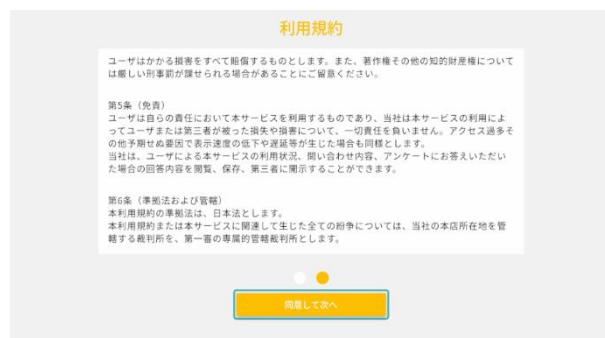 利用規約
ユーザはかかる損害をすべて賠償するものとします。また、著作権その他の知的財産権について
は厳しい刑事罰が課せられる場合があることにご留意ください。
第5条（免責）
ユーザは自らの責任において本サービスを利用するものであり、当社は本サービスの利用によ
ってユーザまたは第三者が被った損失や損害について、一切責任を負いません。アクセス過多そ
の他予期せぬ要因で表示速度の低下や遅延等が生じた場合も同様とします。
当社は、ユーザによる本サービスの利用状況、問い合わせ内容、アンケートにお答えいただい
た場合の回答内容を閲覧、保存、第三者に開示することができます。
第6条（準拠法および管轄）
本利用規約の準拠法は、日本法とします。
本利用規約または本サービスに関連して生じた全ての紛争については、当社の本店所在地を管
轄する裁判所を、第一審の専属的管轄裁判所とします。
同意して次へ